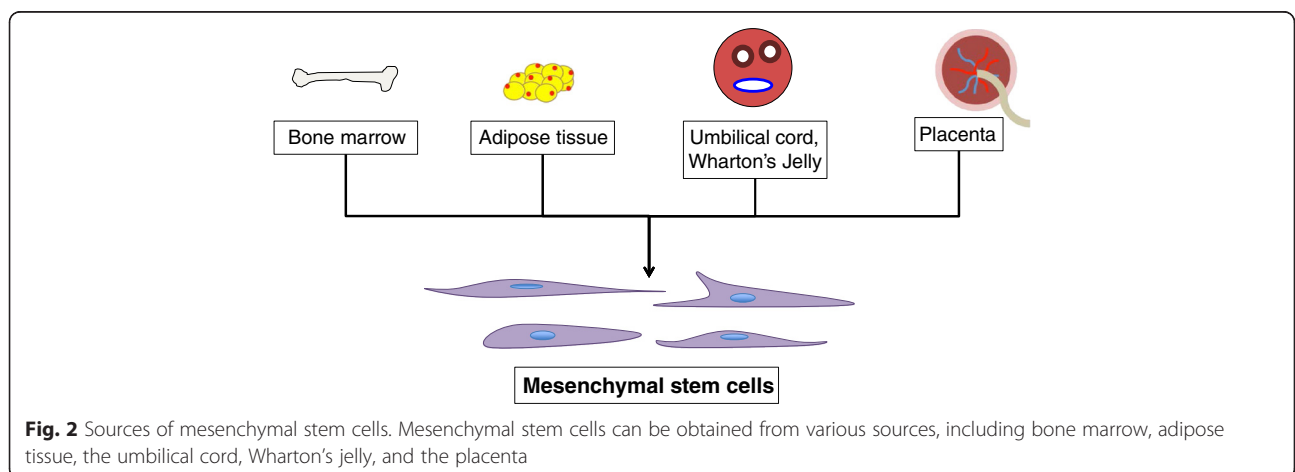 Bone marrow
Adipose tissue
Umbilical cord,
Wharton's Jelly
Placenta
Mesenchymal stem cells
Fig. 2 Sources of mesenchymal stem cells. Mesenchymal stem cells can be obtained from various sources, including bone marrow, adipose
tissue, the umbilical cord, Wharton's jelly, and the placenta